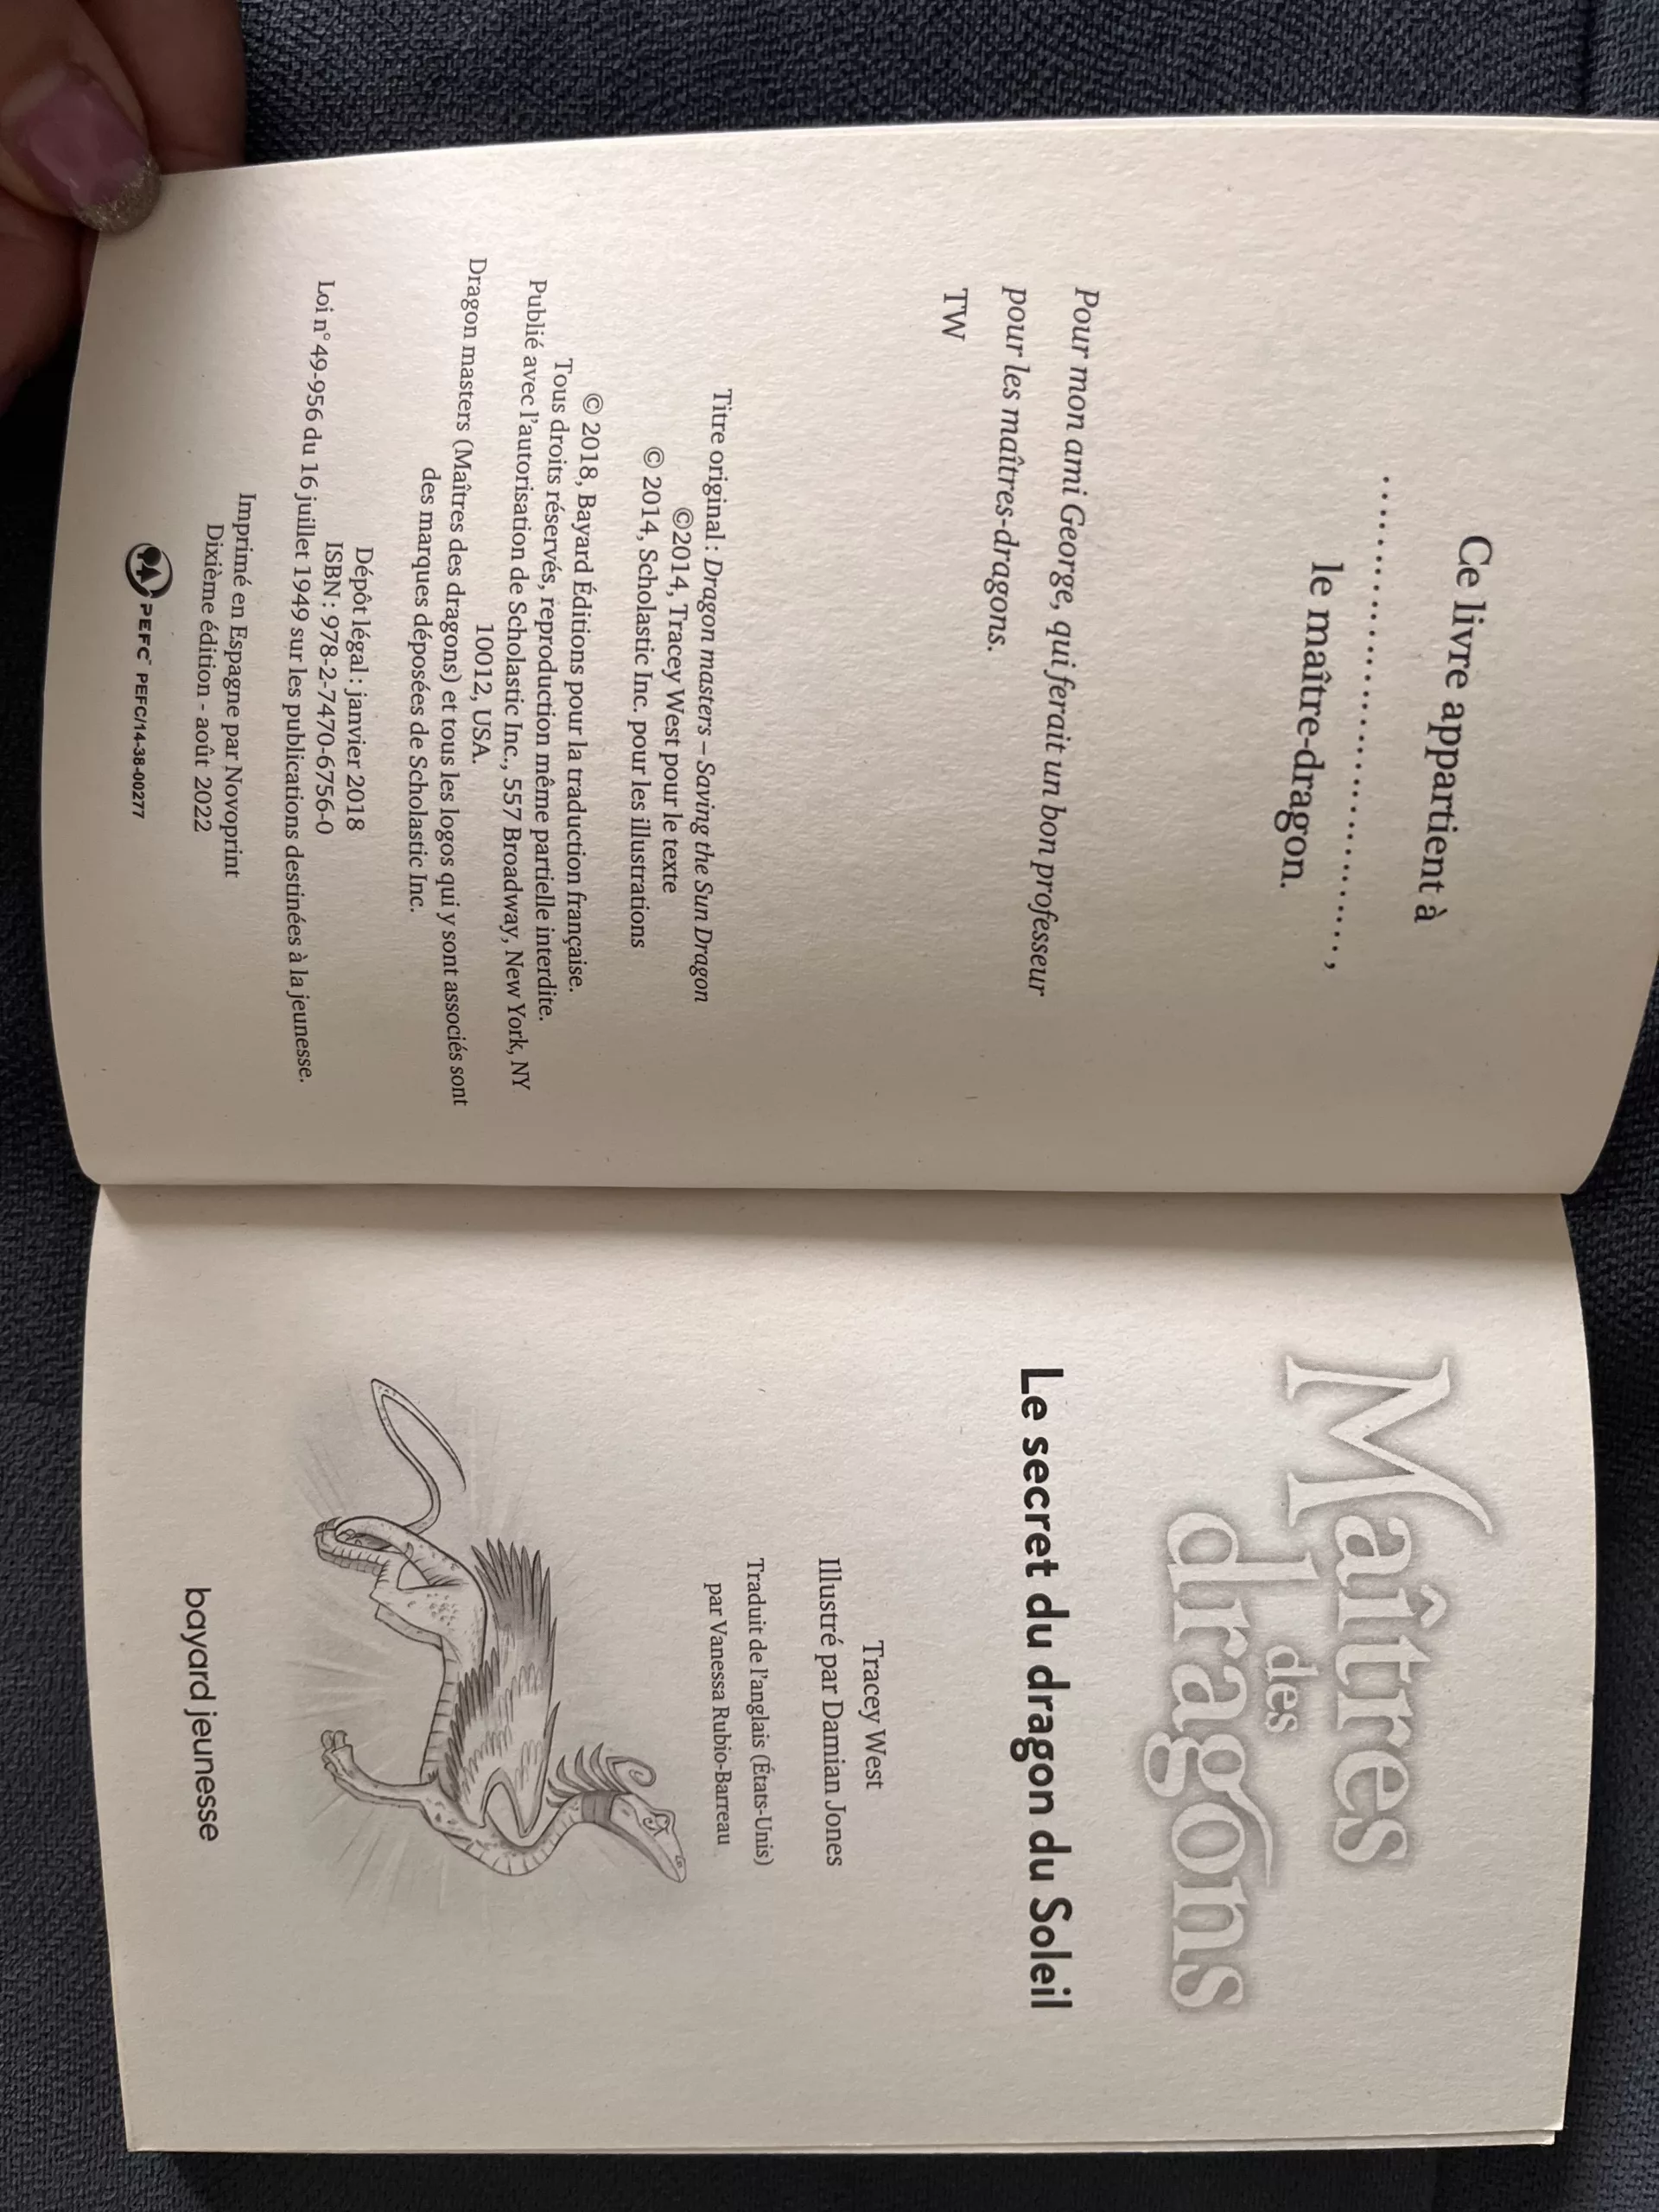 Ce livre appartient à
........................................,
le maître-dragon.
Pour mon ami George, qui ferait un bon professeur
pour les maîtres-dragons.
TW
Titre original : Dragon masters – Saving the Sun Dragon
©2014, Tracey West pour le texte
© 2014, Scholastic Inc. pour les illustrations
© 2018, Bayard Éditions pour la traduction française.
Tous droits réservés, reproduction même partielle interdite.
Publié avec l'autorisation de Scholastic Inc., 557 Broadway, New York, NY
10012, USA.
Dragon masters (Maîtres des dragons) et tous les logos qui y sont associés sont
des marques déposées de Scholastic Inc.
Dépôt légal : janvier 2018
ISBN : 978-2-7470-6756-0
Loi n° 49-956 du 16 juillet 1949 sur les publications destinées à la jeunesse.
Imprimé en Espagne par Novoprint
Dixième édition - août 2022
PEFC™ PEFC/14-38-00277
Maîtres
des
dragons
Le secret du dragon du Soleil
Tracey West
Illustré par Damian Jones
Traduit de l'anglais (États-Unis)
par Vanessa Rubio-Barreau
bayard jeunesse